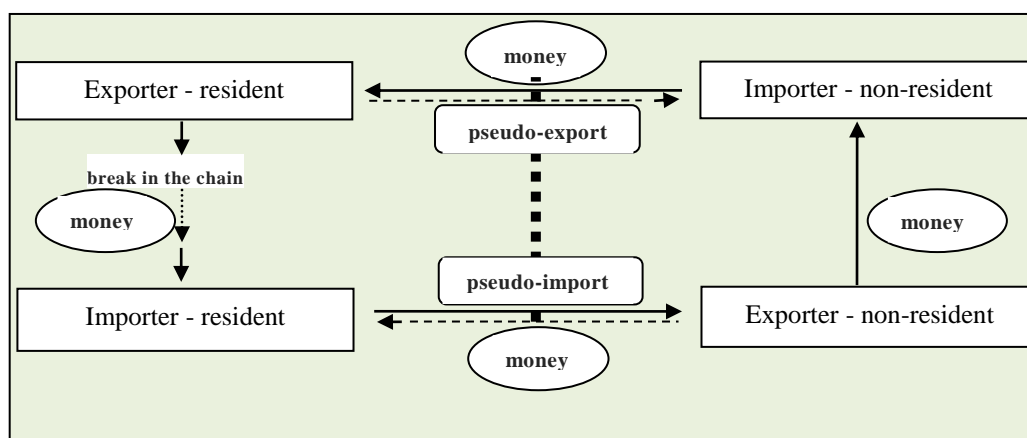 money
Exporter - resident
Importer - non-resident
pseudo-export
break in the chain
money
money
pseudo-import
Importer - resident
Exporter - non-resident
money